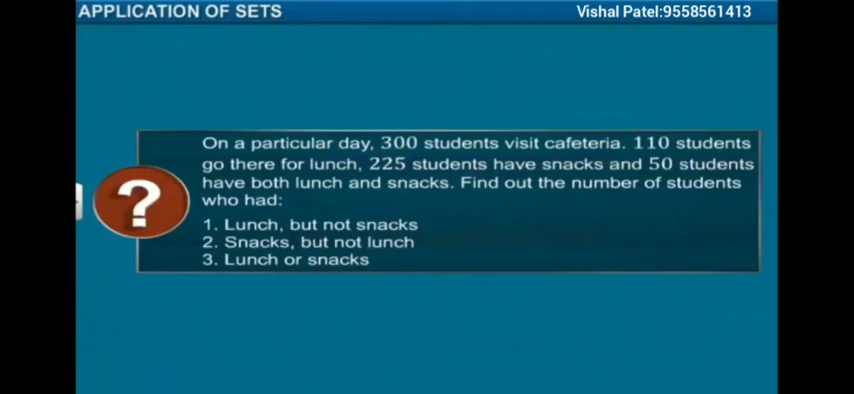 APPLICATION OF SETS
Vishal Patel:9558561413
On a particular day, 300 students visit cafeteria. 110 students
go there for lunch, 225 students have snacks and 50 students
have both lunch and snacks. Find out the number of students
who had:
?
1. Lunch, but not snacks
2. Snacks, but not lunch
3. Lunch or snacks